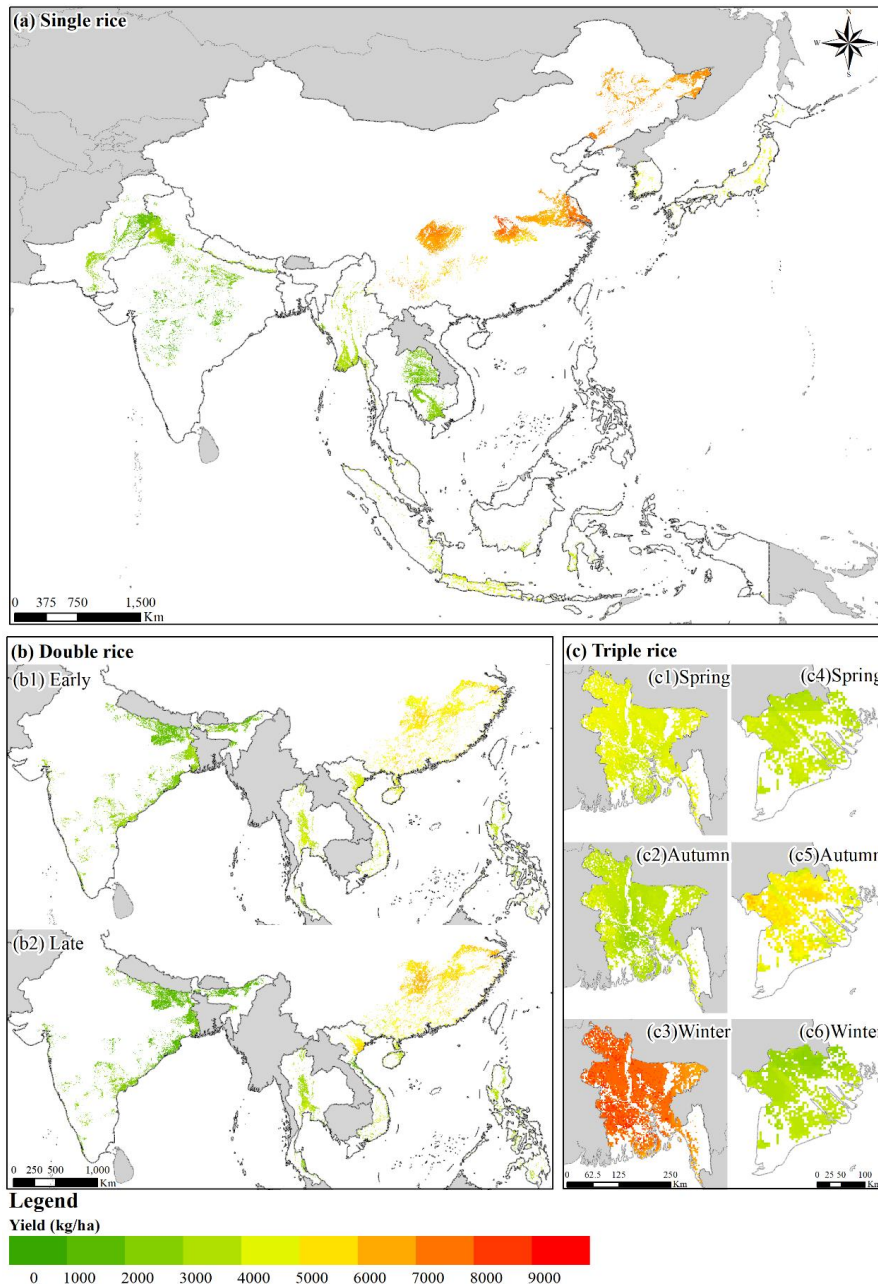 (a) Single rice
N
W
S
0 375 750 1,500
Km
(b) Double rice
(b1) Early
(b2) Late
0 250 500 1,000
Km
(c) Triple rice
(c1)Spring
(c4)Spring
(c2)Autumn
(c5)Autumn
(c3)Winter
(c6)Winter
0 62.5 125 250
Km
0 25 50 100
Km
Legend
Yield (kg/ha)
0 1000 2000 3000 4000 5000 6000 7000 8000 9000